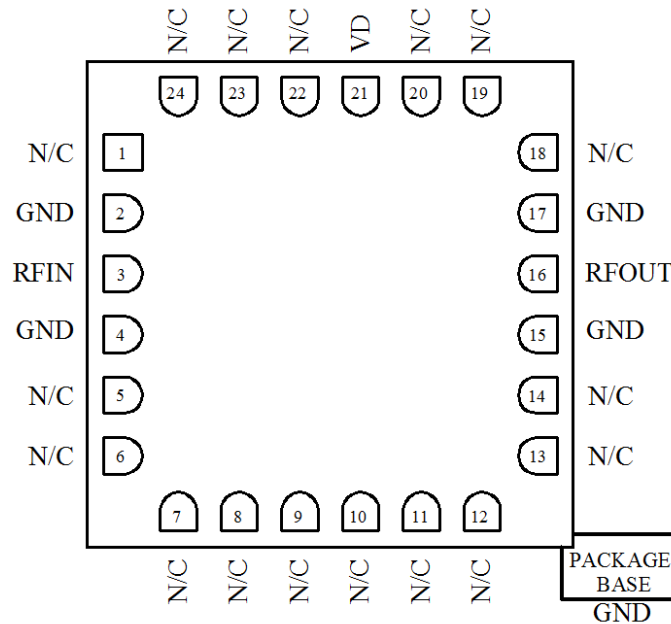 N/C N/C N/C VD N/C N/C
24 23 22 21 20 19
N/C 1 18 N/C
GND 2 17 GND
RFIN 3 16 RFOUT
GND 4 15 GND
N/C 5 14 N/C
N/C 6 13 N/C
7 8 9 10 11 12
N/C N/C N/C N/C N/C N/C
PACKAGE
BASE
GND